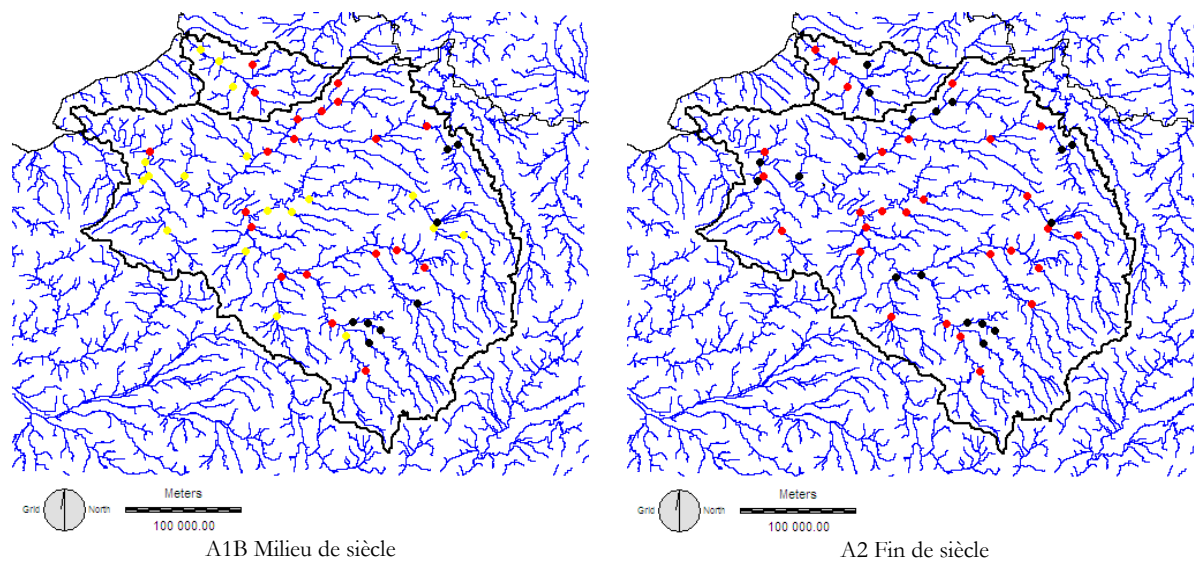 Grid
North
Meters
100 000.00
A1B Milieu de siècle
Grid
North
Meters
100 000.00
A2 Fin de siècle